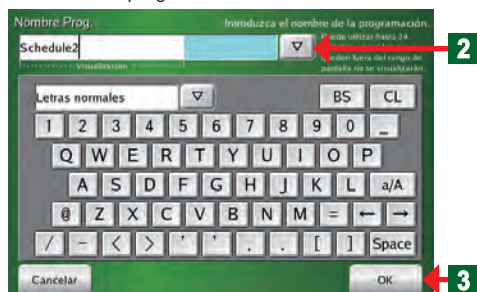 Nombre Prog.
Introduzca el nombre de la programación.
Schedule2
Puede utilizar hasta 24
2
Visualización
queden fuera del rango de
pantalla no se visualizarán
Letras normales
BS CL
1 2 3 4 5 6 7 8 9 0 _
Q W E R T Y U I O P
A S D F G H J K L a/A
@ Z X C V B N M = ← →
/ - < > ' ' , . [ ] Space
Cancelar
OK
3